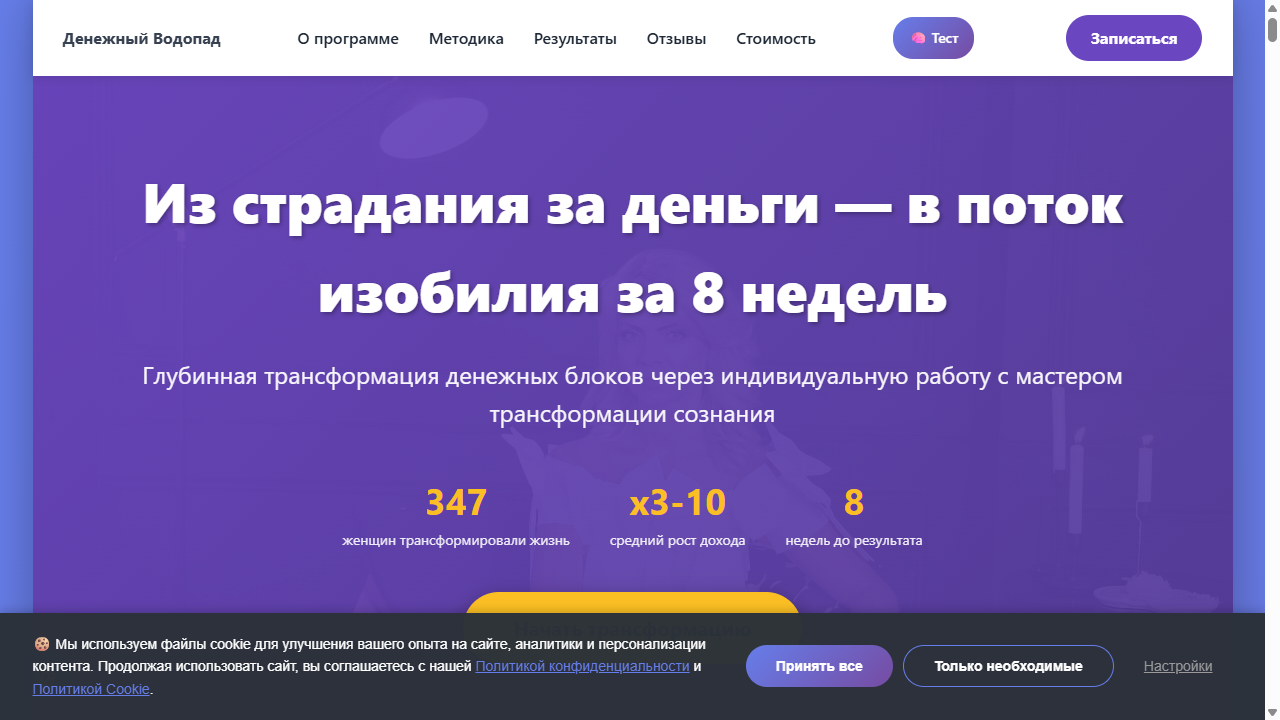 Денежный Водопад
О программе
Методика
Результаты
Отзывы
Стоимость
🧠 Тест
Записаться
Из страдания за деньги — в поток
изобилия за 8 недель
Глубинная трансформация денежных блоков через индивидуальную работу с мастером
трансформации сознания
347
женщин трансформировали жизнь
x3-10
средний рост дохода
8
недель до результата
🍪 Мы используем файлы cookie для улучшения вашего опыта на сайте, аналитики и персонализации
контента. Продолжая использовать сайт, вы соглашаетесь с нашей Политикой конфиденциальности и
Политикой Cookie.
Принять все
Только необходимые
Настройки